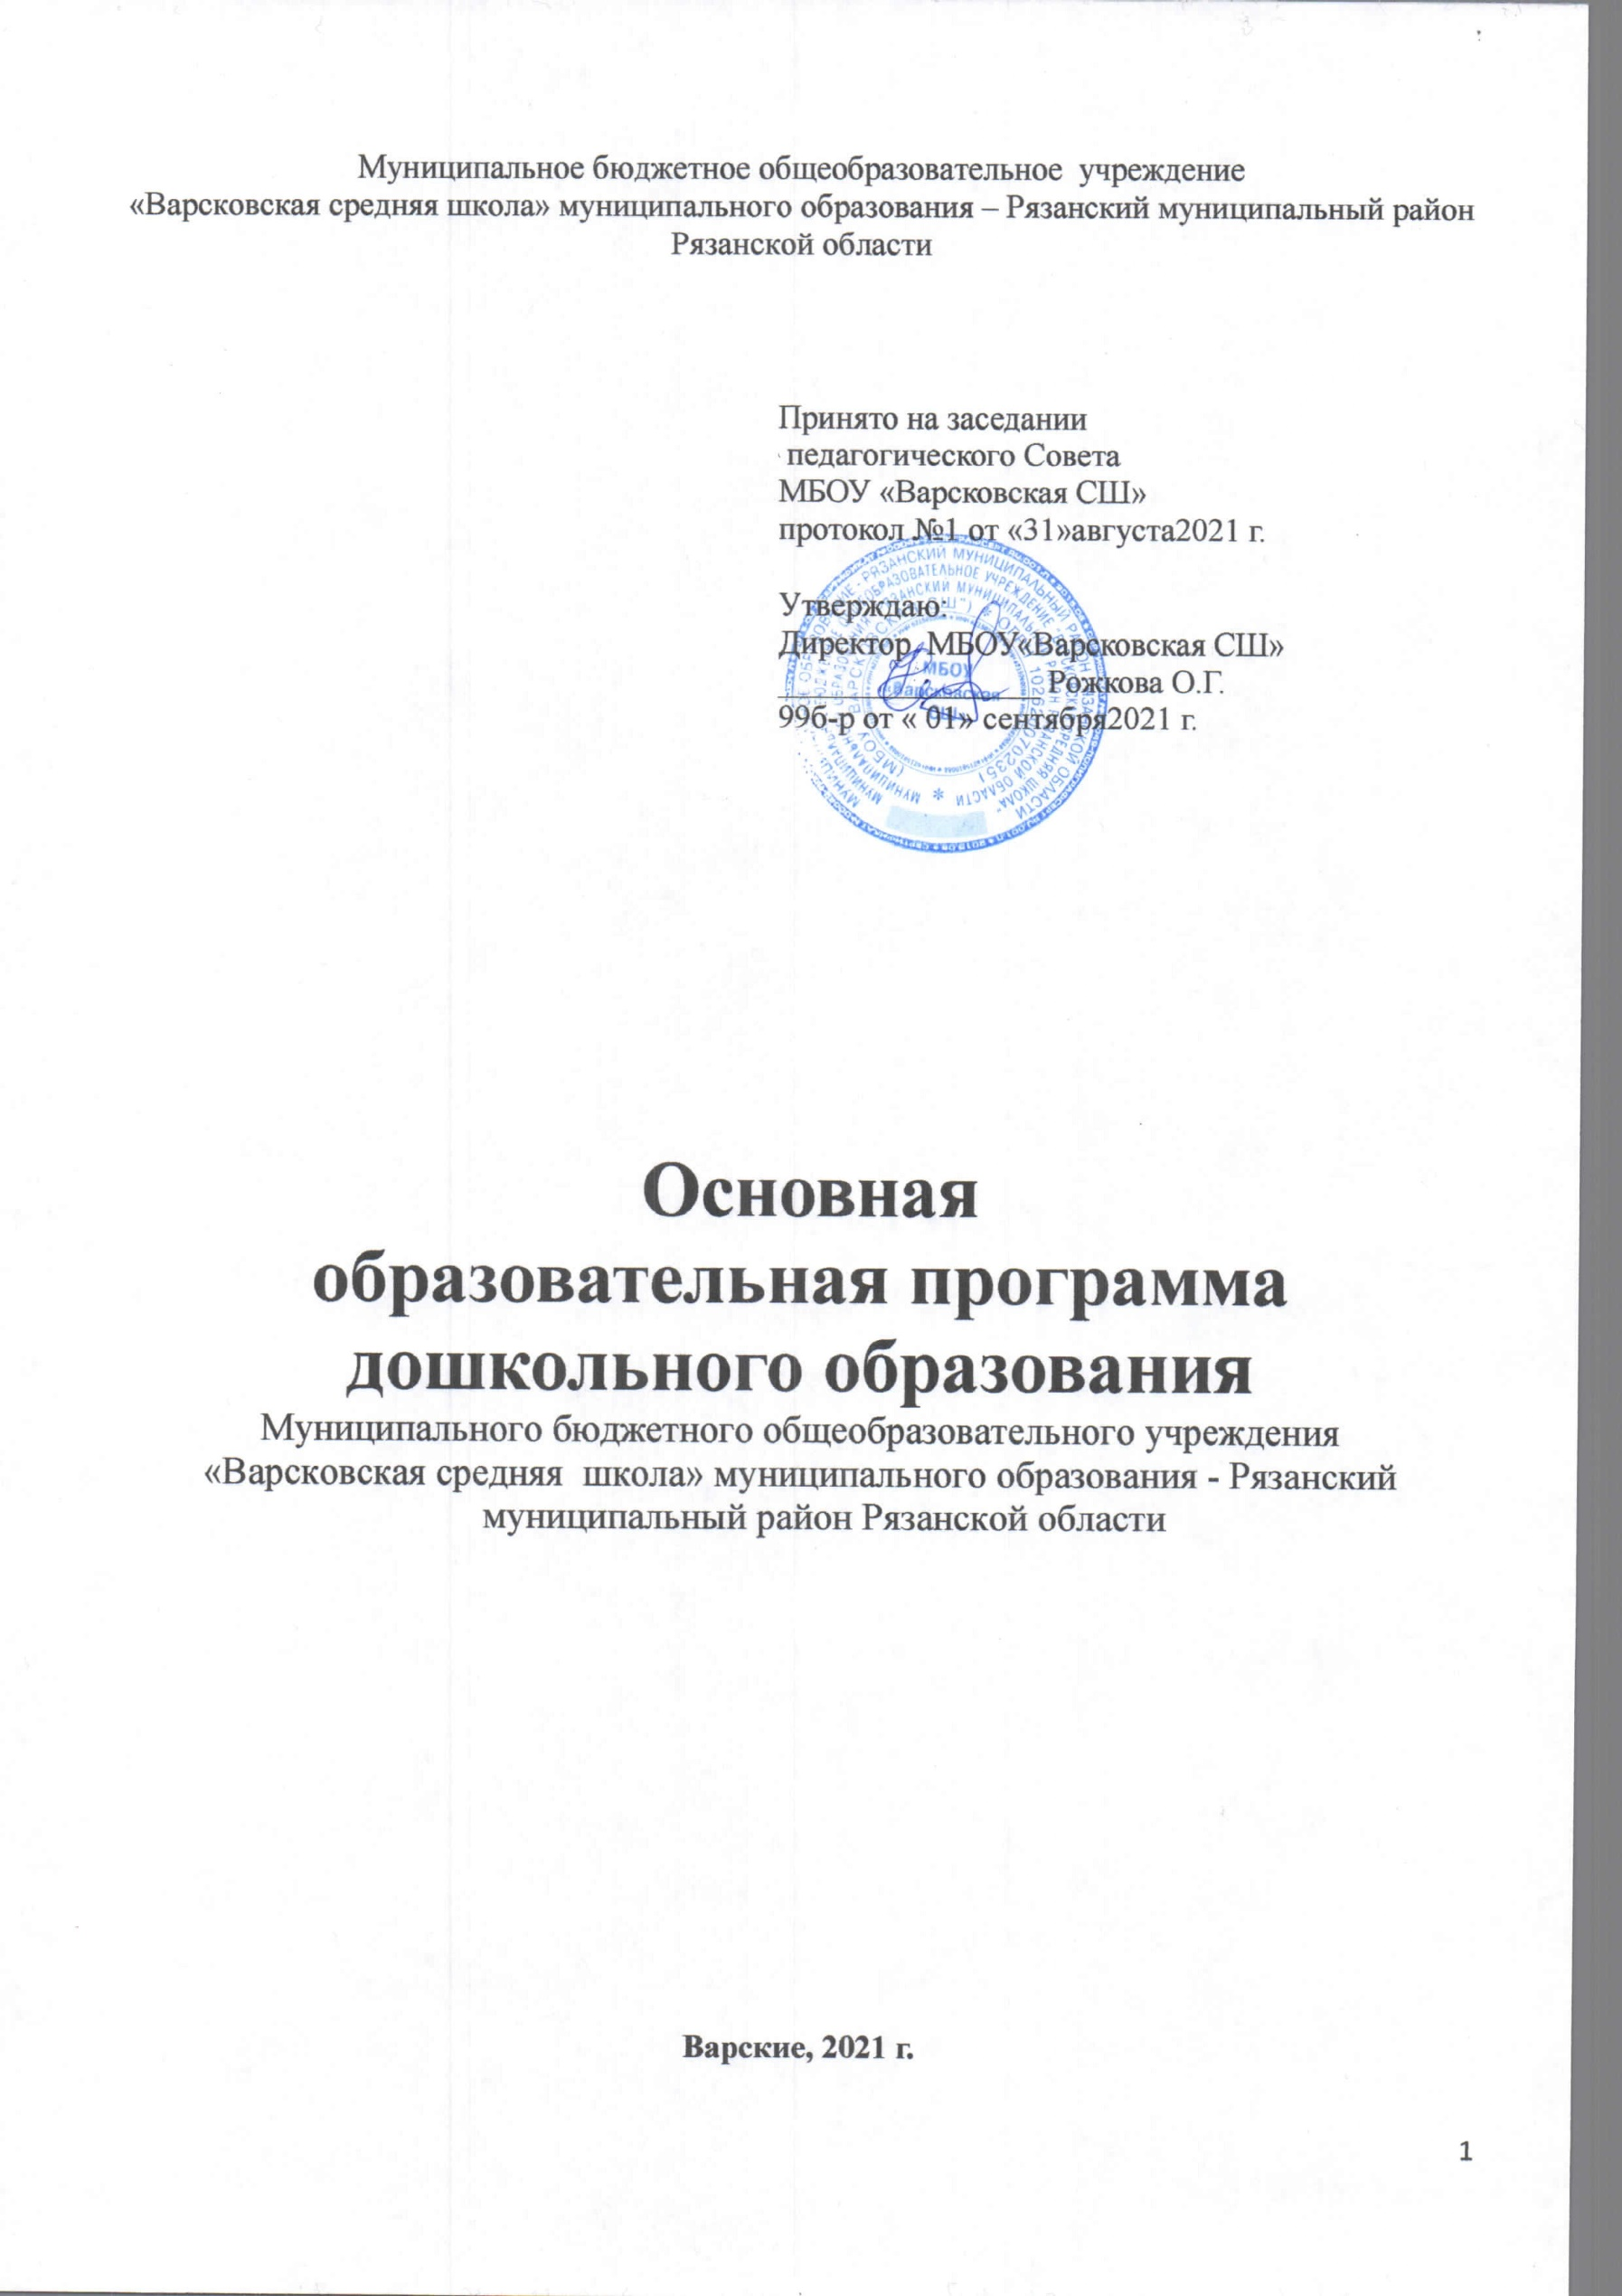 Муниципальное бюджетное общеобразовательное учреждение
«Варсковская средняя школа» муниципального образования – Рязанский муниципальный район
Рязанской области
Принято на заседании
педагогического Совета
МБОУ «Варсковская СШ»
протокол №1 от «31»августа2021 г.
Утверждаю:
Директор МБОУ«Варсковская СШ»
Рожкова О.Г.
99б-р от « 01» сентября2021 г.
МБОУ
«Варсковская
СШ»
Основная
образовательная программа
дошкольного образования
Муниципального бюджетного общеобразовательного учреждения
«Варсковская средняя школа» муниципального образования - Рязанский
муниципальный район Рязанской области
Варские, 2021 г.
1